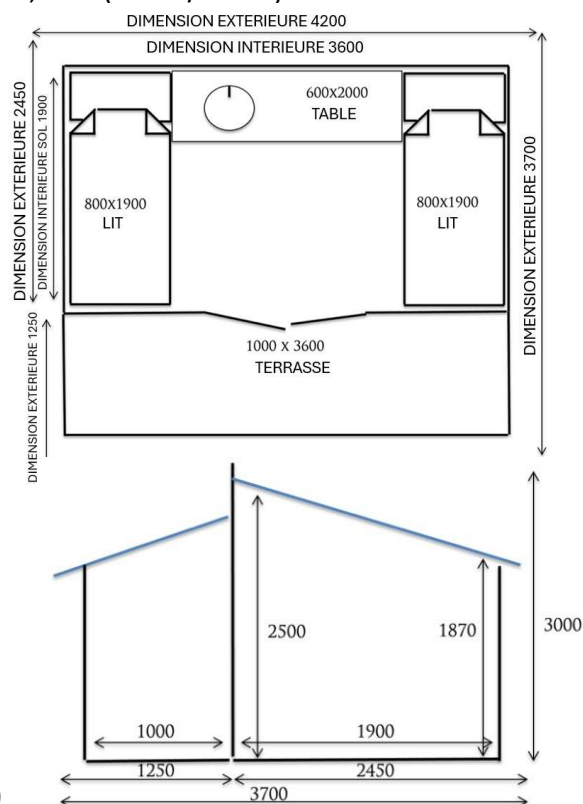 DIMENSION EXTERIEURE 4200
DIMENSION INTERIEURE 3600
DIMENSION EXTERIEURE 2450
DIMENSION INTERIEURE SOL 1900
600x2000
TABLE
800x1900
LIT
800x1900
LIT
DIMENSION EXTERIEURE 3700
DIMENSION EXTERIEURE 1250
1000 x 3600
TERRASSE
2500
1870
3000
1000
1900
1250
2450
3700